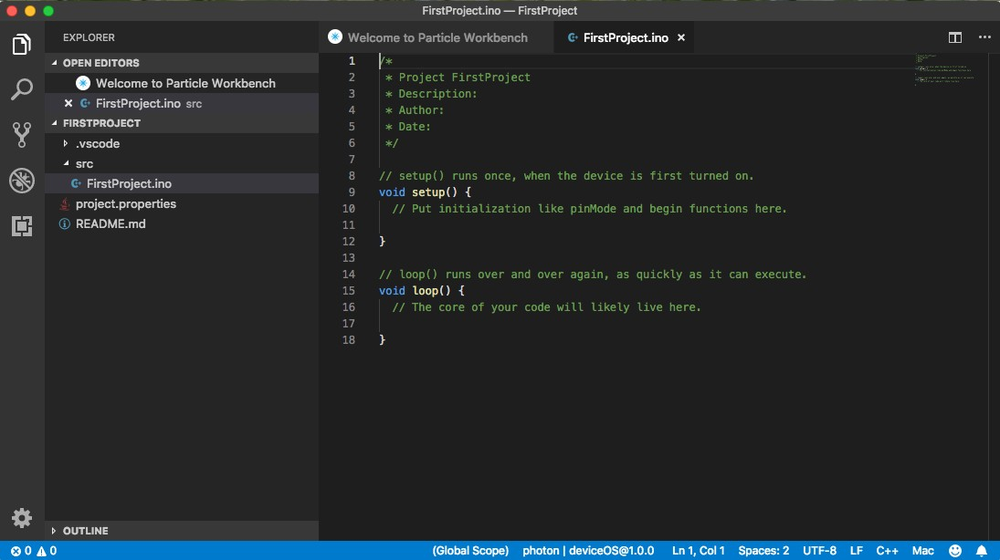 FirstProject.ino — FirstProject
EXPLORER
OPEN EDITORS
Welcome to Particle Workbench
FirstProject.ino src
FIRSTPROJECT
.vscode
src
FirstProject.ino
project.properties
README.md
OUTLINE
Welcome to Particle Workbench
FirstProject.ino
1 /*
2 * Project FirstProject
3 * Description:
4 * Author:
5 * Date:
6 */
7
8 // setup() runs once, when the device is first turned on.
9 void setup() {
10 // Put initialization like pinMode and begin functions here.
11
12 }
13
14 // loop() runs over and over again, as quickly as it can execute.
15 void loop() {
16 // The core of your code will likely live here.
17
18 }
0 0 (Global Scope) photon | deviceOS@1.0.0 Ln 1, Col 1 Spaces: 2 UTF-8 LF C++ Mac